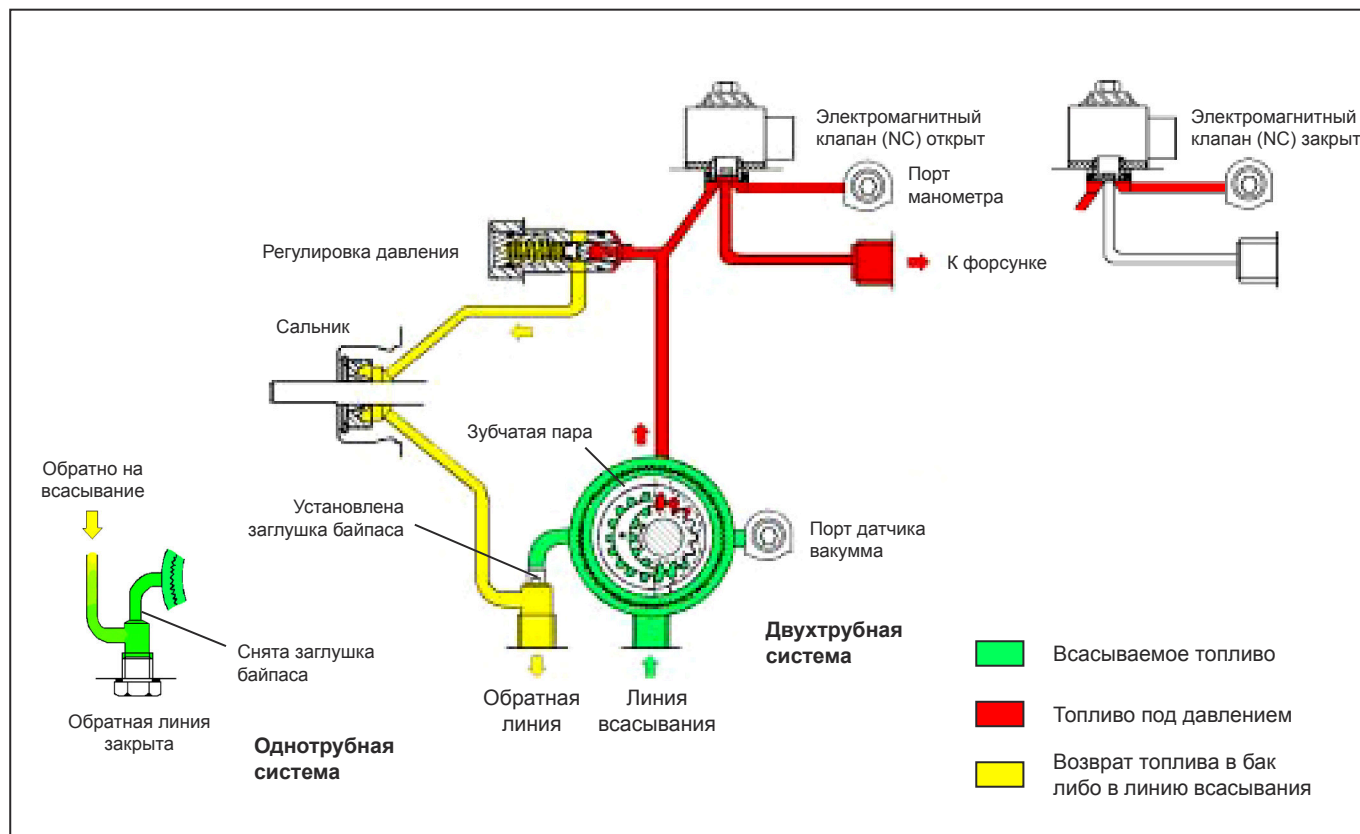 Электромагнитный
клапан (NC) открыт
Электромагнитный
клапан (NC) закрыт
Порт
манометра
Регулировка давления
К форсунке
Сальник
Зубчатая пара
Обратно на
всасывание
Установлена
заглушка байпаса
Порт датчика
вакумма
Снята заглушка
байпаса
Двухтрубная
система
Всасываемое топливо
Обратная
линия
Линия
всасывания
Обратная линия
закрыта
Однотрубная
система
Топливо под давлением
Возврат топлива в бак
либо в линию всасывания